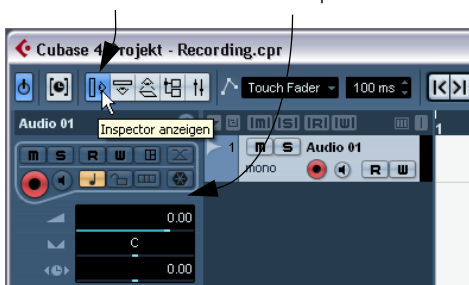 Cubase 4 Projekt - Recording.cpr
Touch Fader 100 ms
Audio 01
Inspector anzeigen
[m] [S] [R] [W]
1
m S R W
1 m S Audio 01
mono R W
0.00
C
0.00